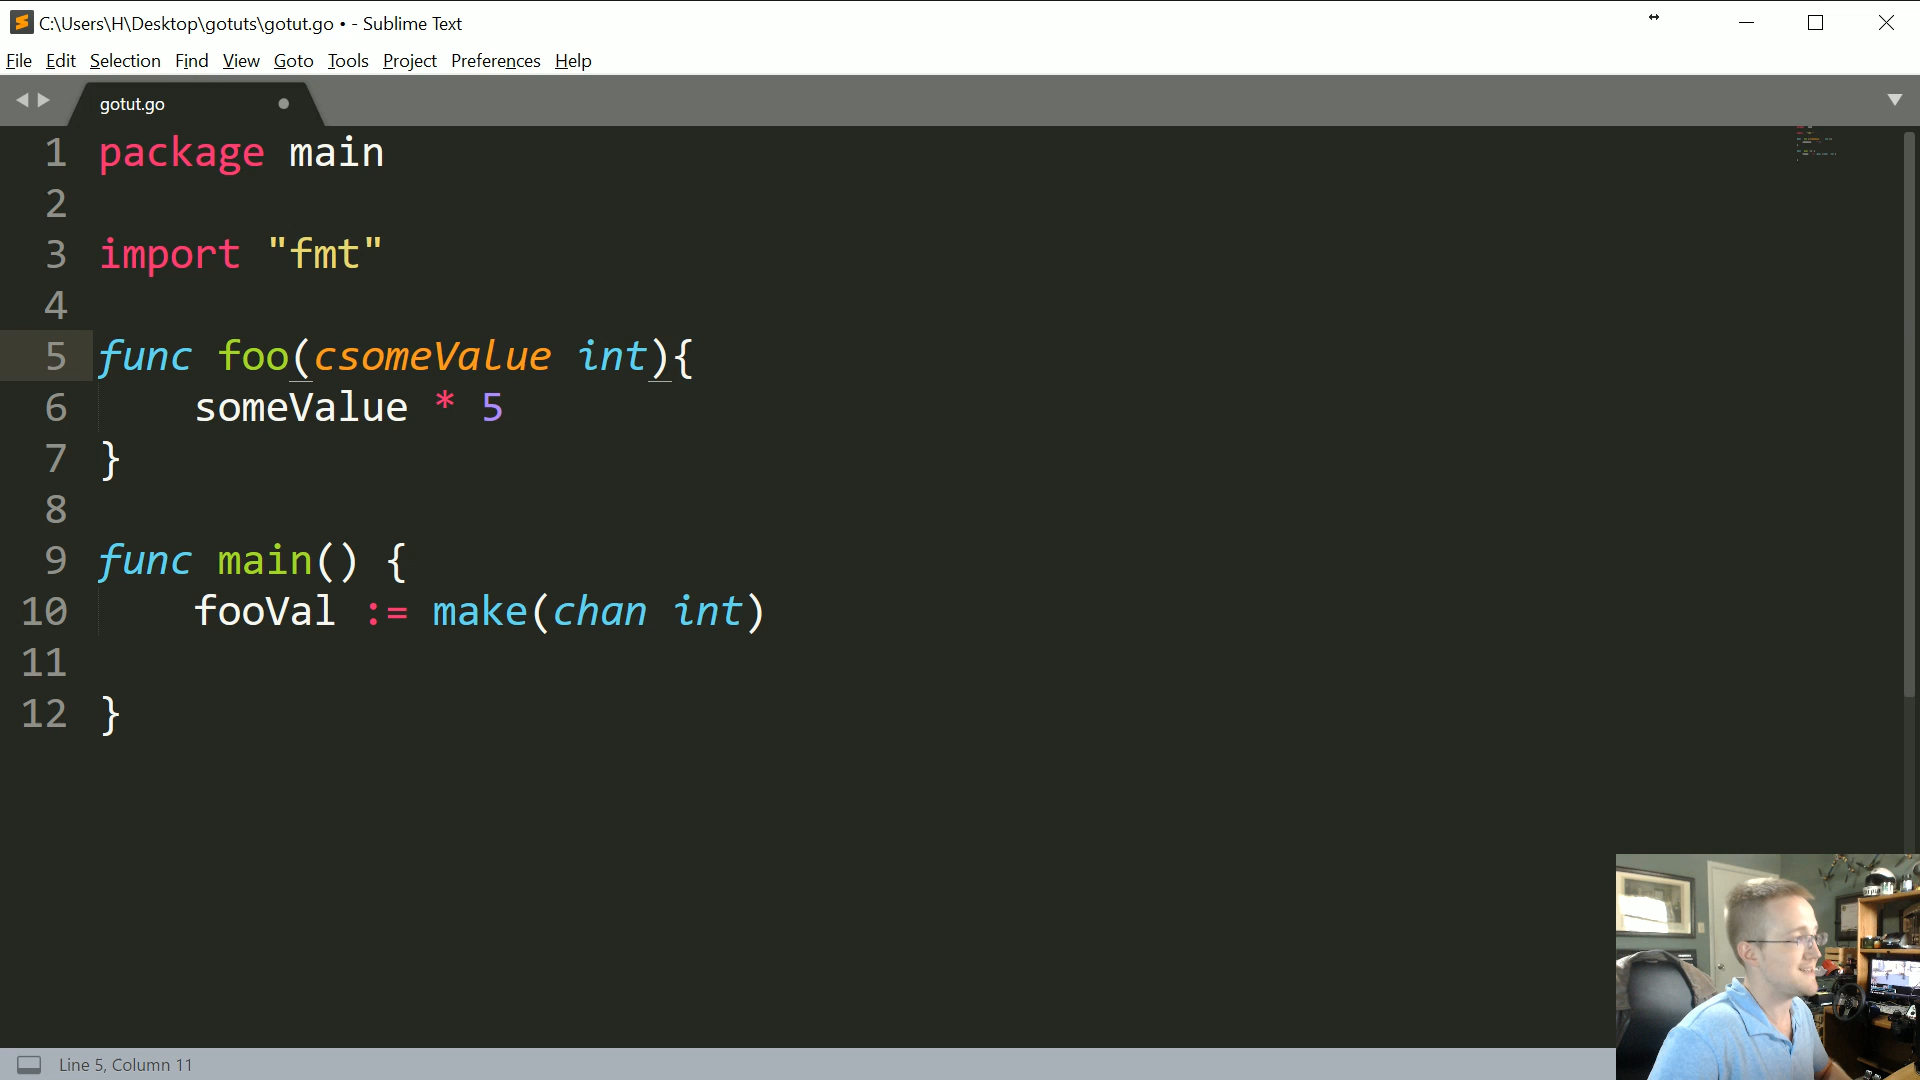 C:\Users\H\Desktop\gotuts\gotut.go • - Sublime Text
File Edit Selection Find View Goto Tools Project Preferences Help
gotut.go
1 package main
2
3 import "fmt"
4
5 func foo(csomeValue int){
6 someValue * 5
7 }
8
9 func main() {
10 fooVal := make(chan int)
11
12 }
Line 5, Column 11